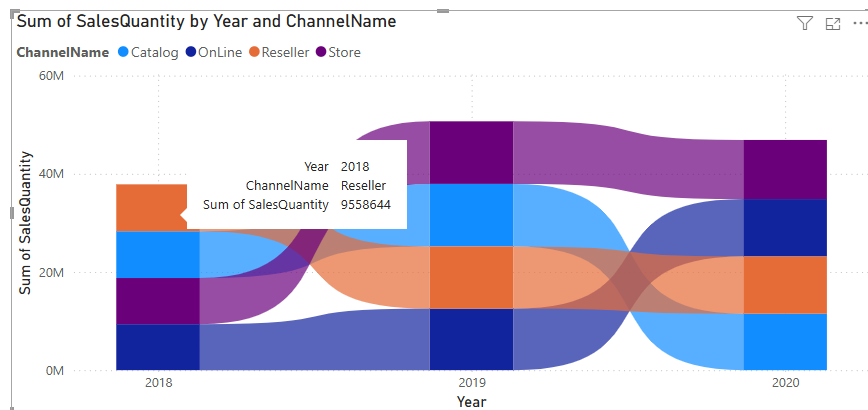 Sum of SalesQuantity by Year and ChannelName
ChannelName Catalog OnLine Reseller Store
60M
40M
20M
0M
Sum of SalesQuantity
Year 2018
ChannelName Reseller
Sum of SalesQuantity 9558644
2018 2019 2020
Year